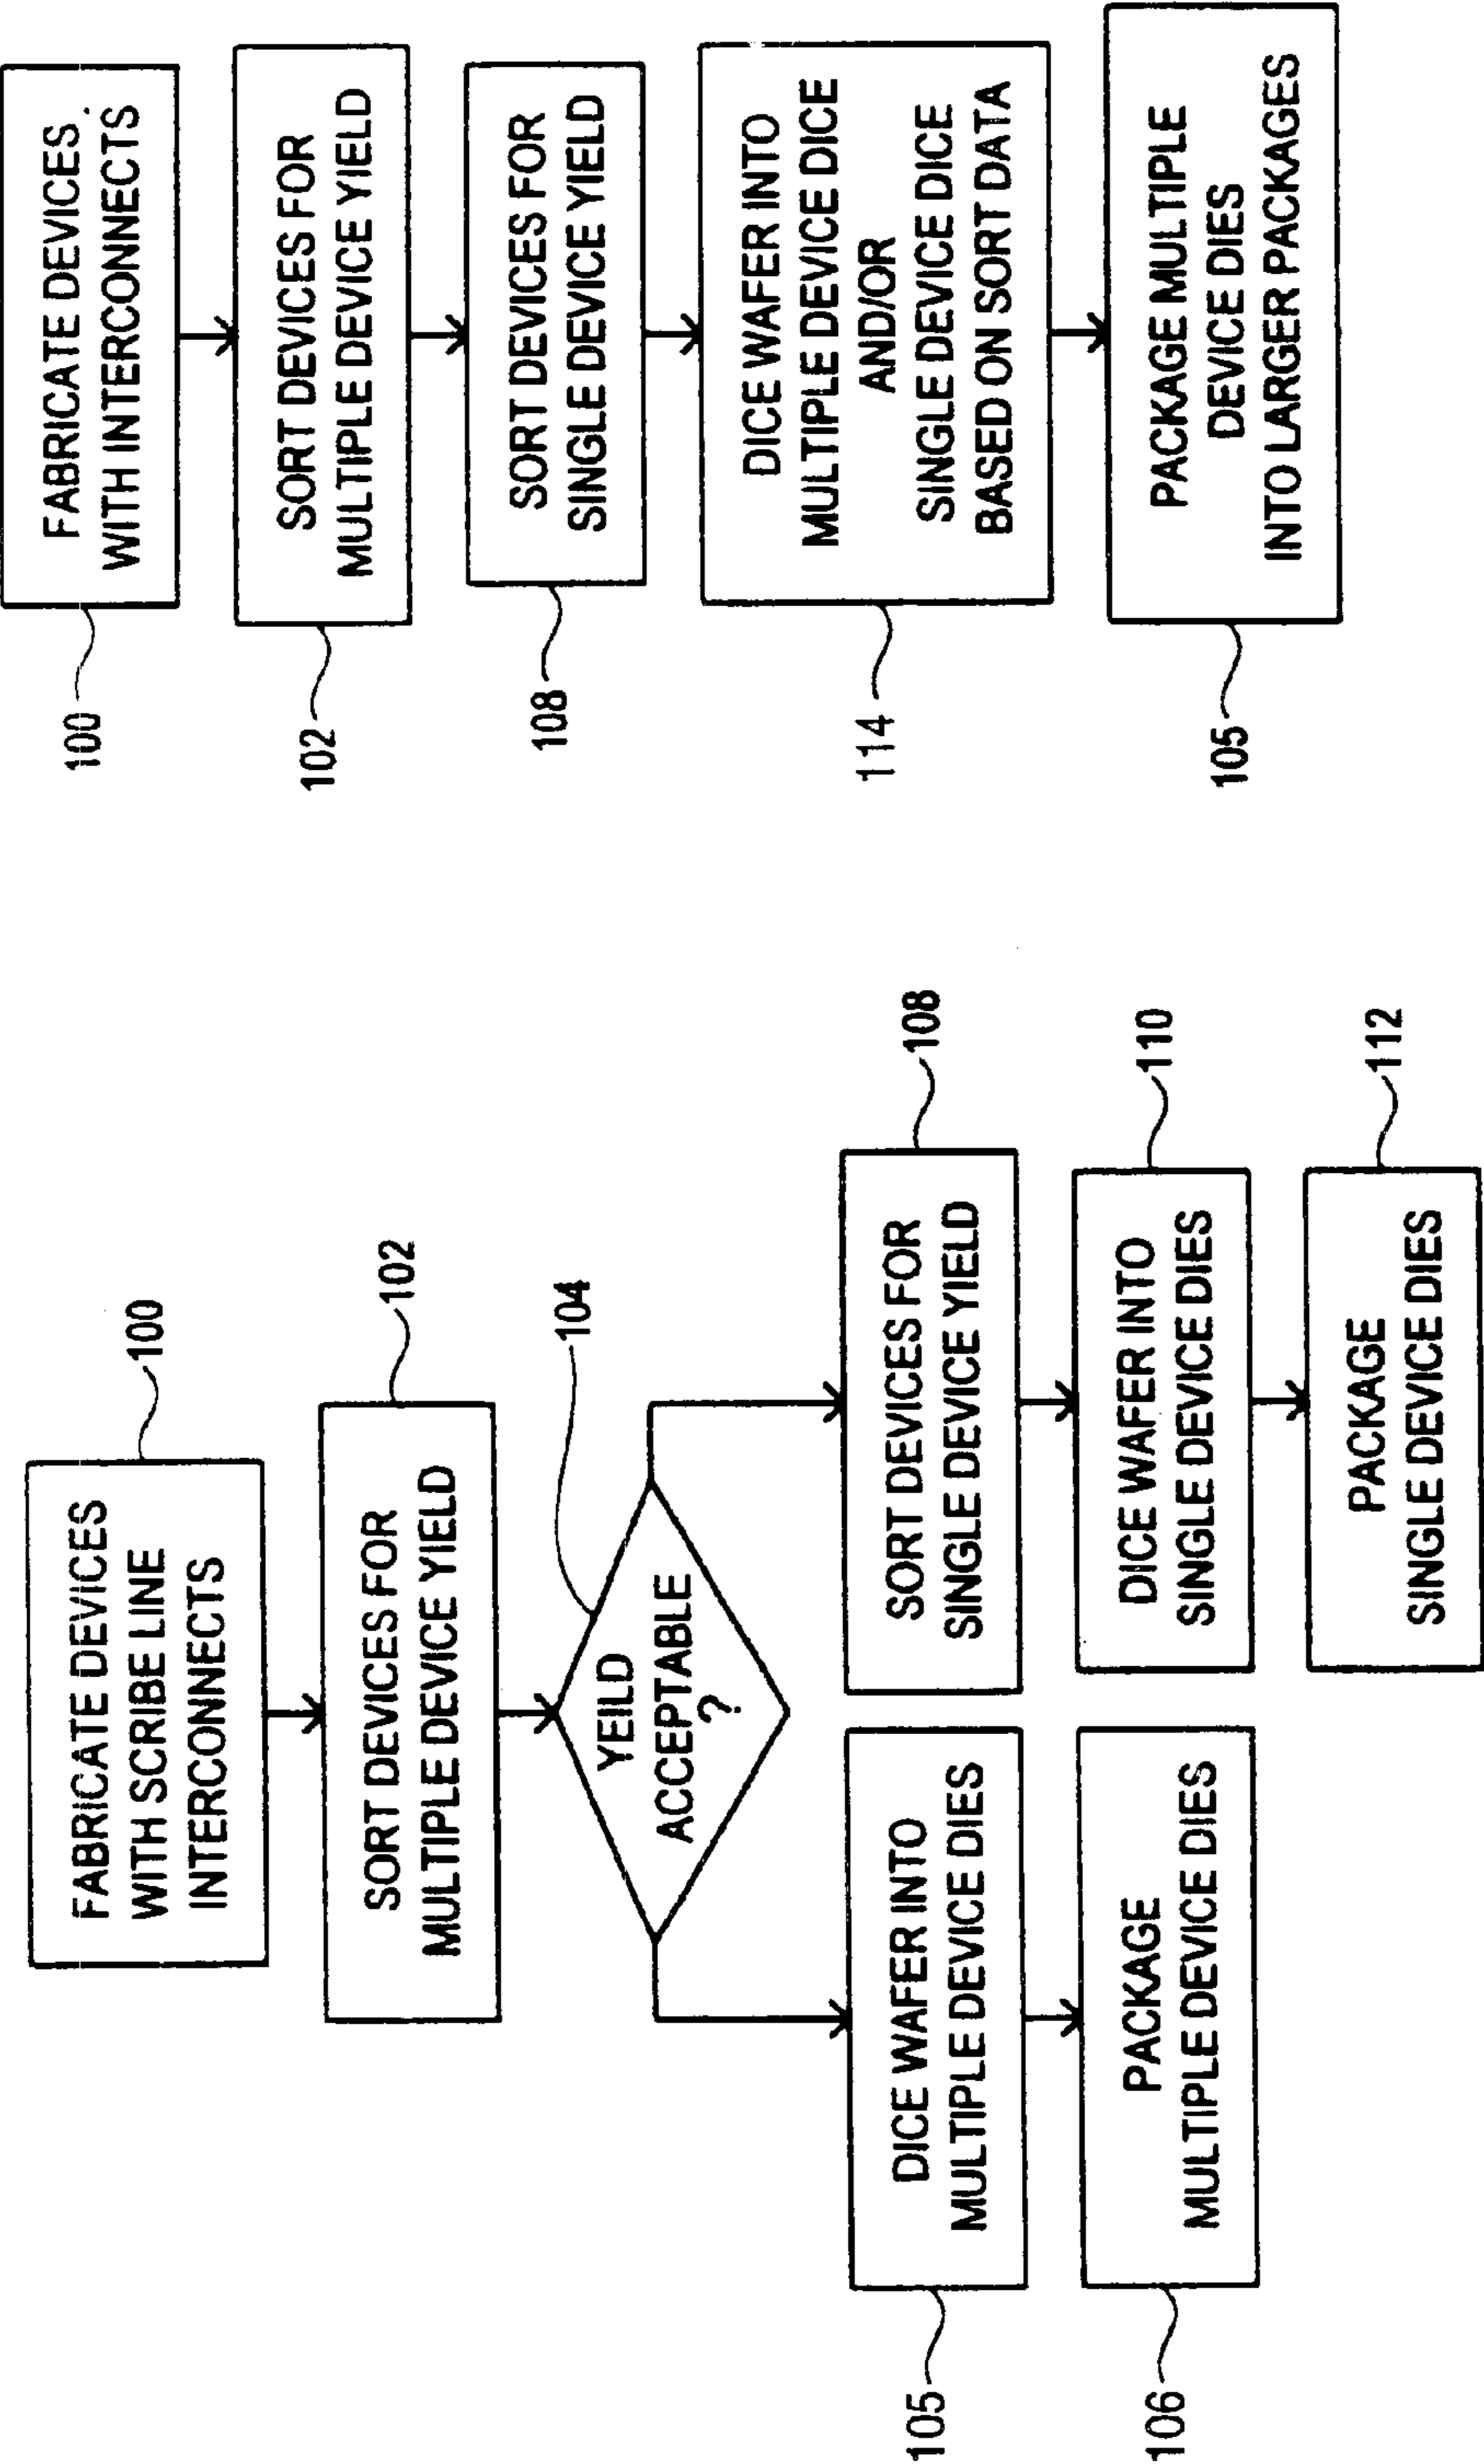 100
FABRICATE DEVICES
WITH SCRIBE LINE
INTERCONNECTS
102
SORT DEVICES FOR
MULTIPLE DEVICE YIELD
104
YEILD
ACCEPTABLE
?
105
DICE WAFER INTO
MULTIPLE DEVICE DIES
106
PACKAGE
MULTIPLE DEVICE DIES
108
SORT DEVICES FOR
SINGLE DEVICE YIELD
110
DICE WAFER INTO
SINGLE DEVICE DIES
112
PACKAGE
SINGLE DEVICE DIES
100
FABRICATE DEVICES
WITH INTERCONNECTS
102
SORT DEVICES FOR
MULTIPLE DEVICE YIELD
108
SORT DEVICES FOR
SINGLE DEVICE YIELD
114
DICE WAFER INTO
MULTIPLE DEVICE DICE
AND/OR
SINGLE DEVICE DICE
BASED ON SORT DATA
105
PACKAGE MULTIPLE
DEVICE DIES
INTO LARGER PACKAGES